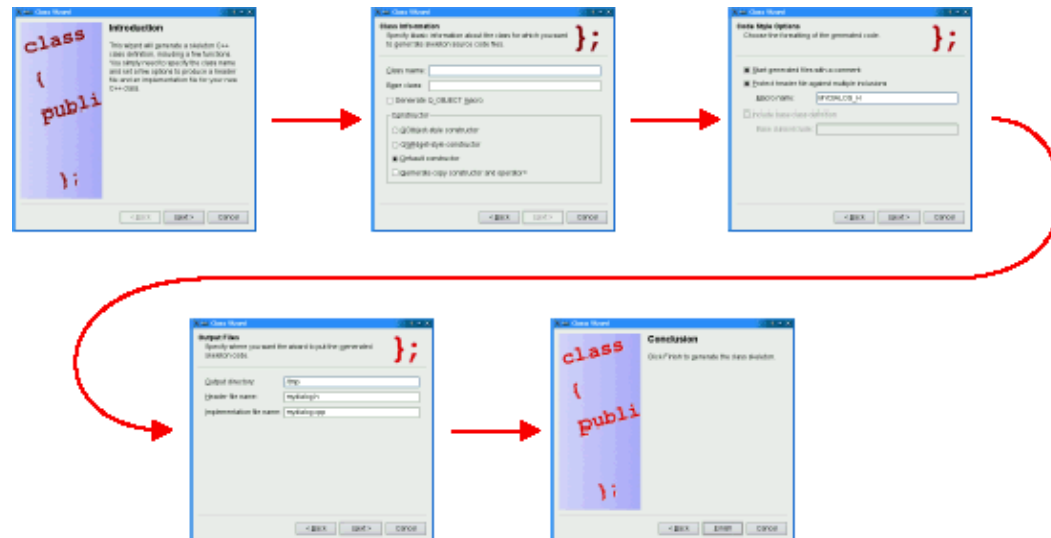 Class Wizard
class
{
publi
};
Introduction
This wizard will generate a skeleton C++
class definition, including a few functions.
You simply need to specify the class name
and set a few options to produce a header
file and an implementation file for your new
C++ class.
< Back
Next >
Cancel
Class Wizard
Class Information
Specify basic information about the class for which you want
to generate skeleton source code files.
};
Class name:
Base class:
Generate Q_OBJECT macro
Constructor
QObject-style constructor
QWidget-style constructor
Default constructor
Generate copy constructor and operator=
< Back
Next >
Cancel
Class Wizard
Code Style Options
Choose the formatting of the generated code.
};
Start generated files with a comment
Protect header file against multiple inclusions
Macro name:
MYDIALOG_H
Include base class definition
Base class include:
< Back
Next >
Cancel
Class Wizard
Output Files
Specify where you want the wizard to put the generated
skeleton code.
};
Output directory:
/tmp
Header file name:
mydialog.h
Implementation file name:
mydialog.cpp
< Back
Next >
Cancel
Class Wizard
class
{
publi
};
Conclusion
Click Finish to generate the class skeleton.
< Back
Finish
Cancel